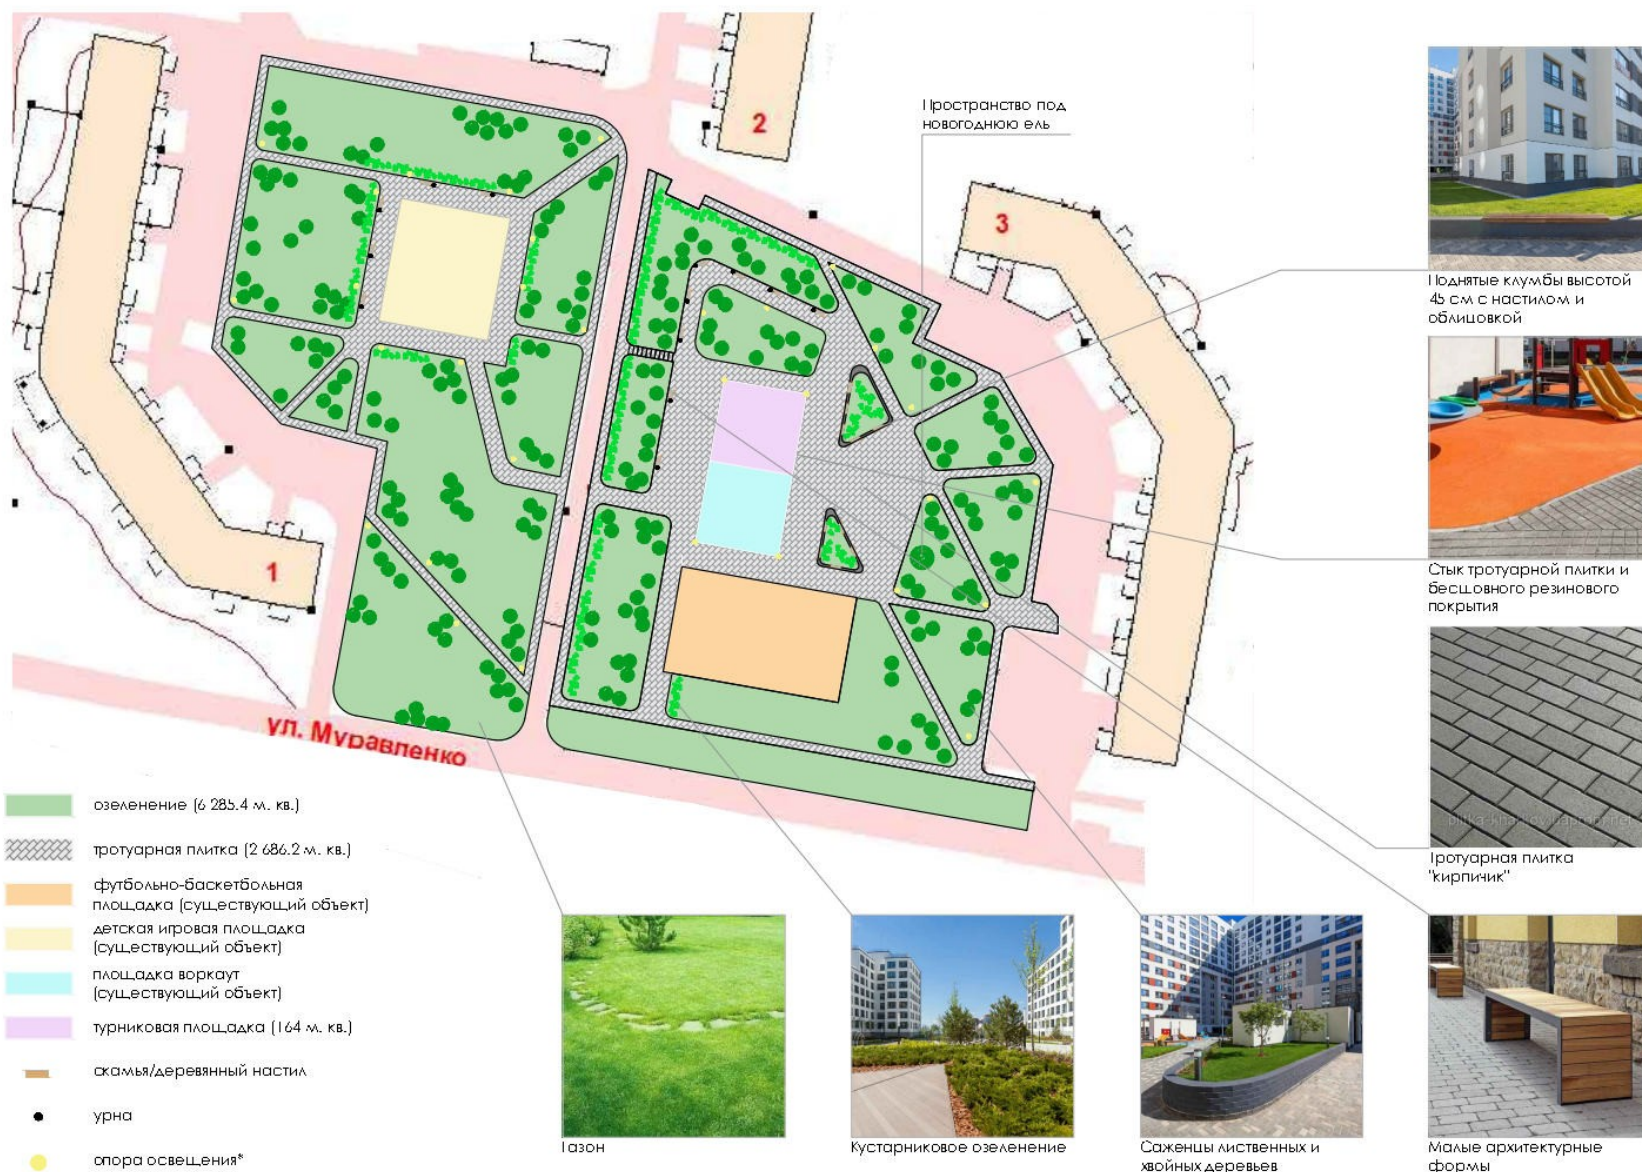 Пространство под
новогоднюю ель
2
3
1
ул. Муравленко
Поднятые клумбы высотой
45 см с настилом и
облицовкой
Стык тротуарной плитки и
бесшовного резинового
покрытия
Тротуарная плитка
"кирпичик"
озеленение (6 285.4 м. кв.)
тротуарная плитка (2 686.2 м. кв.)
футбольно-баскетбольная
площадка (существующий объект)
детская игровая площадка
(существующий объект)
площадка воркаут
(существующий объект)
турниковая площадка (164 м. кв.)
скамья/деревянный настил
урна
опора освещения*
Газон
Кустарниковое озеленение
Саженцы лиственных и
хвойных деревьев
Малые архитектурные
формы